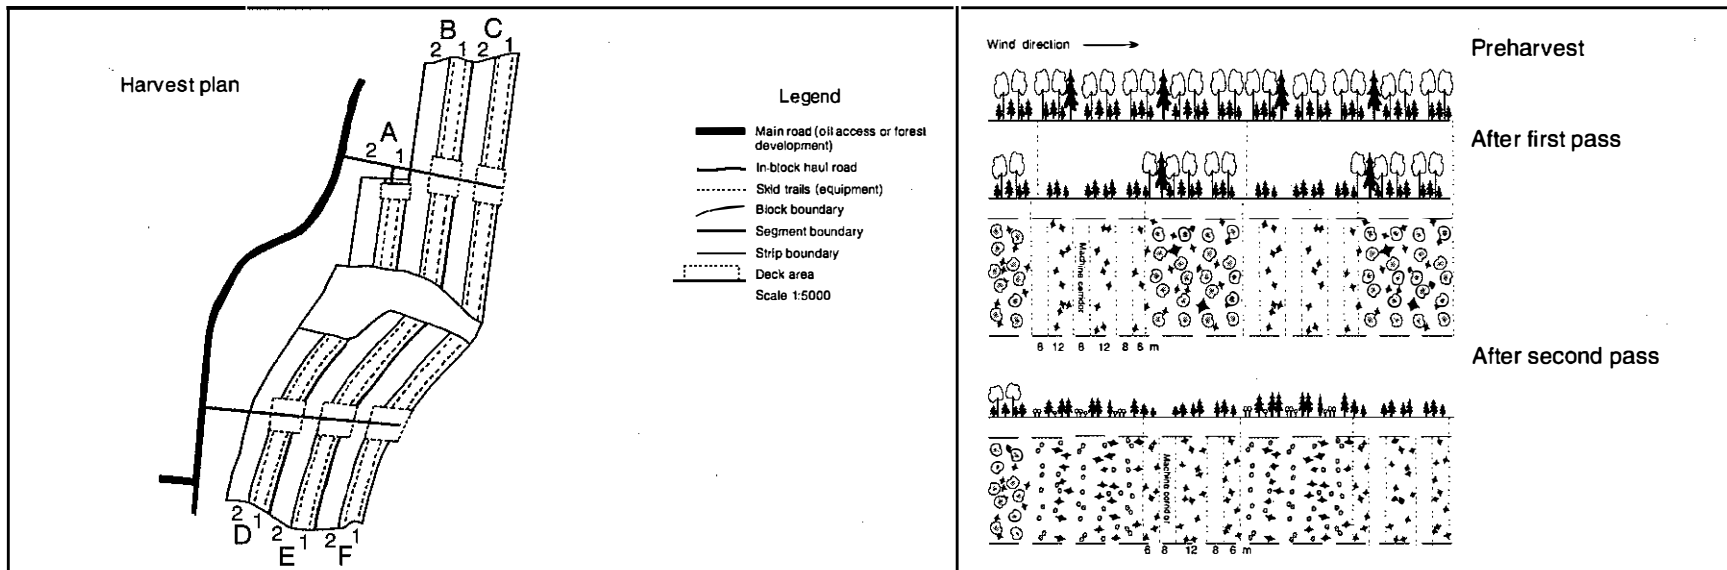 Harvest plan
B C
2 1 2 1
A
2 1
2 1 2 1 2 1
D E F
Legend
Main road (oil access or forest
development)
In-block haul road
Skid trails (equipment)
Block boundary
Segment boundary
Strip boundary
Deck area
Scale 1:5000
Wind direction
Preharvest
After first pass
Machine corridor
6 12 6 12 8 6 m
After second pass
Machine corridor
6 8 12 8 6 m